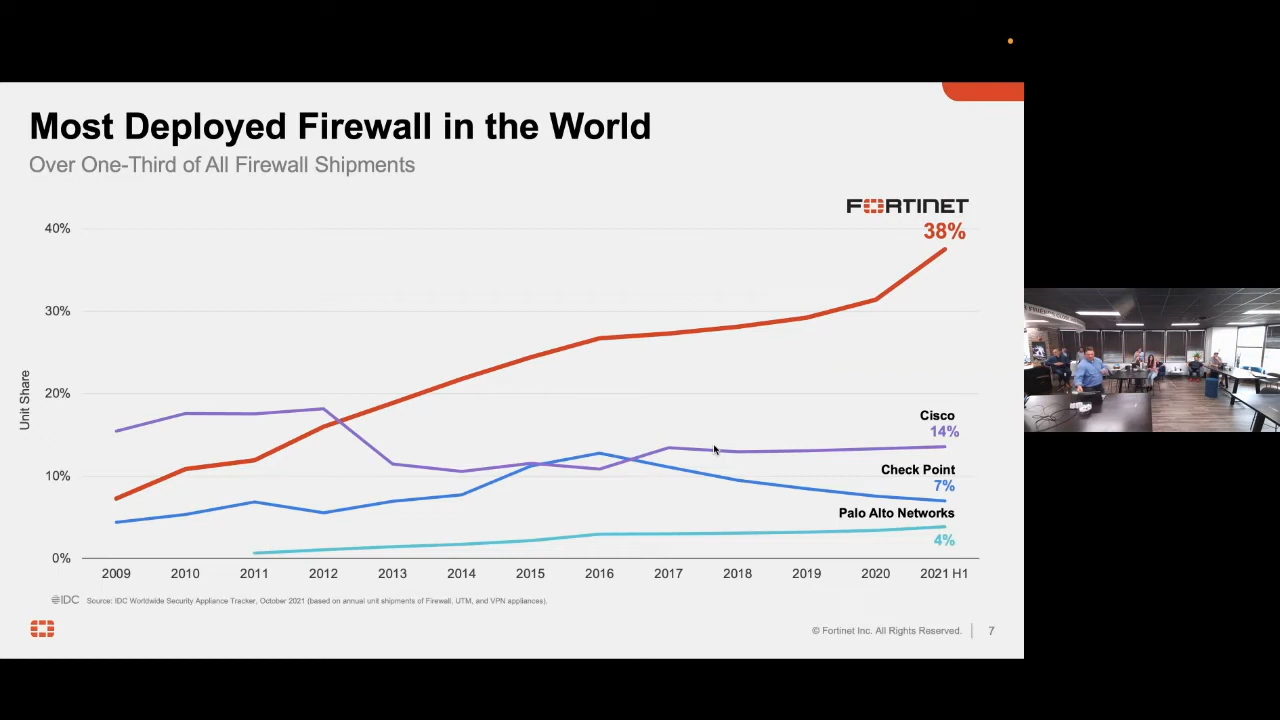 Most Deployed Firewall in the World
Over One-Third of All Firewall Shipments
FORTINET
38%
40%
30%
20%
10%
0%
Unit Share
Cisco
14%
Check Point
7%
Palo Alto Networks
4%
2009 2010 2011 2012 2013 2014 2015 2016 2017 2018 2019 2020 2021 H1
IDC Source: IDC Worldwide Security Appliance Tracker, October 2021 (based on annual unit shipments of Firewall, UTM, and VPN appliances).
© Fortinet Inc. All Rights Reserved. 7